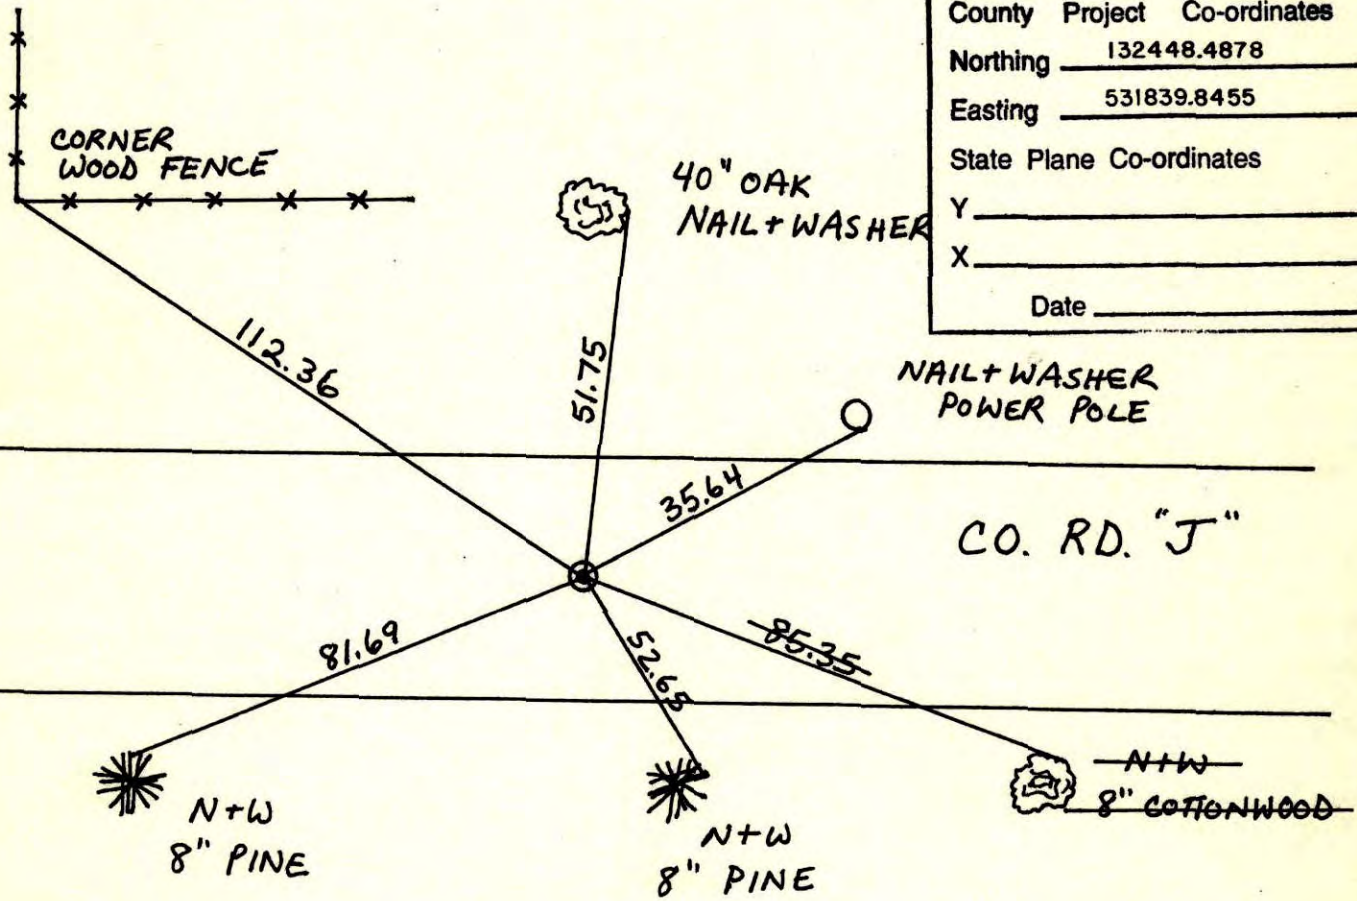 County Project Co-ordinates
Northing 132448.4878
Easting 531839.8455
State Plane Co-ordinates
Y
X
Date
CORNER
WOOD FENCE
40" OAK
NAIL + WASHER
112.36
51.75
NAIL + WASHER
POWER POLE
35.64
CO. RD. "J"
81.69
52.65
85.35
N+W
8" PINE
N+W
8" PINE
N+W
8" COTTONWOOD